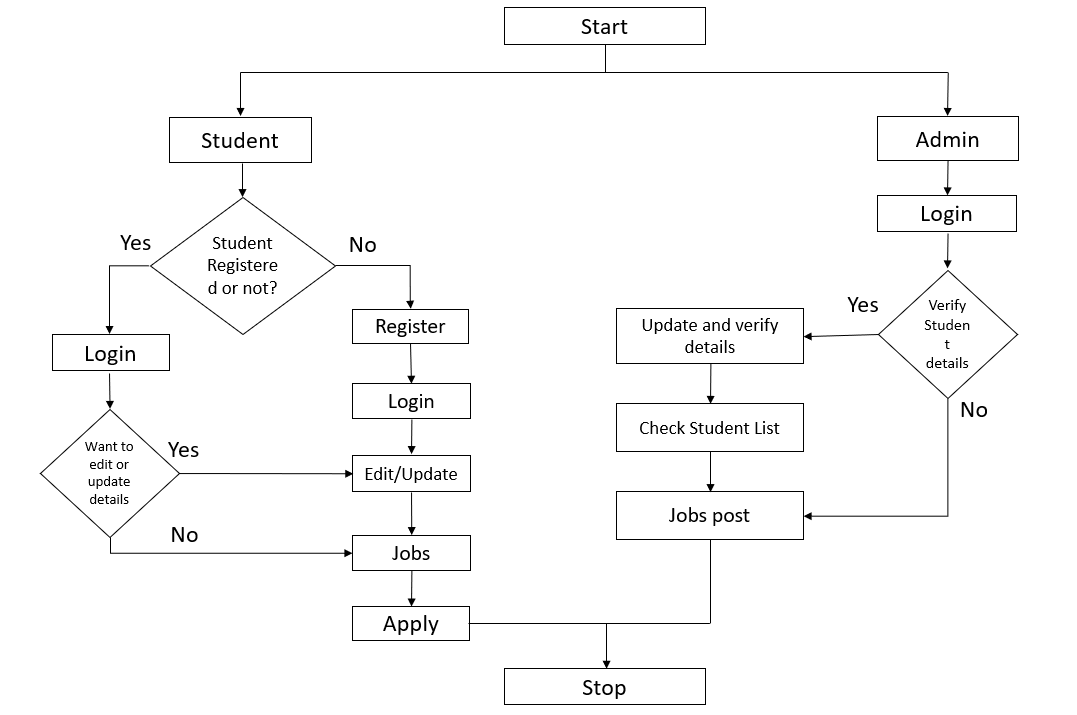 Start
Student
Admin
Login
Yes
Student
Registere
d or not?
No
Register
Login
Login
Want to
edit or
update
details
Yes
No
Edit/Update
Jobs
Apply
Yes
Verify
Studen
t
details
No
Update and verify
details
Check Student List
Jobs post
Stop